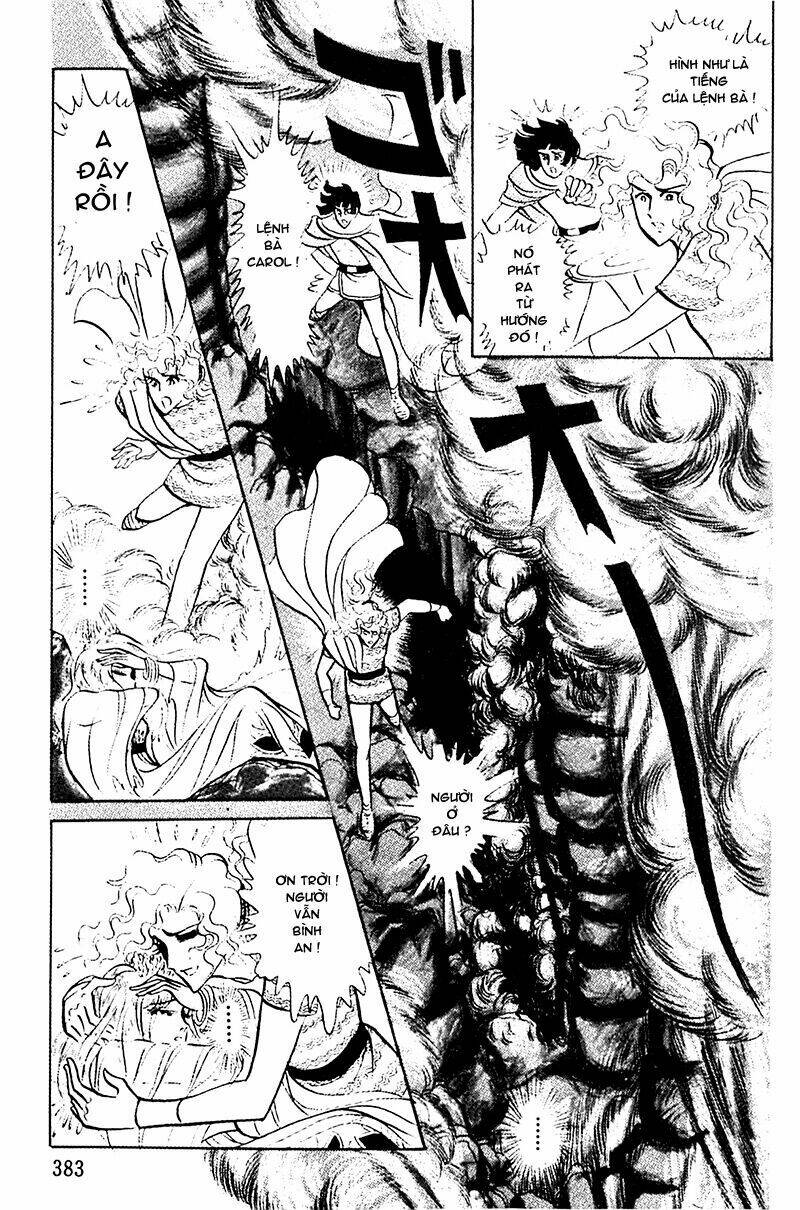 HÌNH NHƯ LÀ
TIẾNG
CỦA LỆNH BÀ !
NÓ
PHÁT
RA
TỪ
HƯỚNG
ĐÓ !
ゴオオー
LỆNH
BÀ
CAROL !
NGƯỜI
Ở
ĐÂU ?
......
A
ĐÂY
RỒI !
......
ƠN TRỜI !
NGƯỜI
VẪN
BÌNH
AN !
......
383